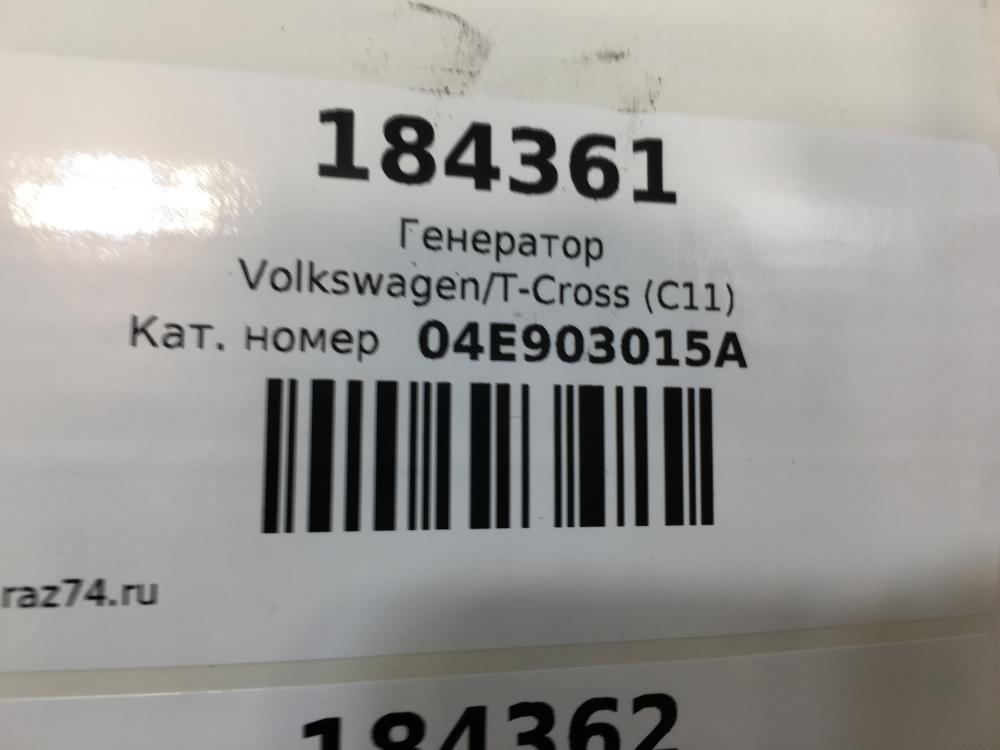 184361
Генератор
Volkswagen/T-Cross (C11)
Кат. номер 04E903015A
raz74.ru
184362